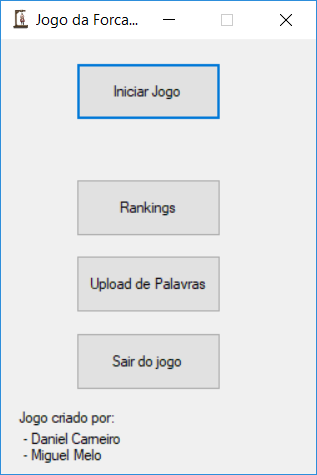 Jogo da Forca...
Iniciar Jogo
Rankings
Upload de Palavras
Sair do jogo
Jogo criado por:
- Daniel Carneiro
- Miguel Melo